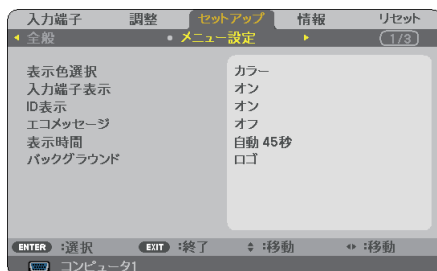 入力端子 調整 セットアップ 情報 リセット
全般 メニュー設定 1/3
表示色選択 カラー
入力端子表示 オン
ID表示 オン
エコメッセージ オフ
表示時間 自動 45秒
バックグラウンド ロゴ
ENTER :選択 EXIT :終了 :移動 :移動
コンピュータ1